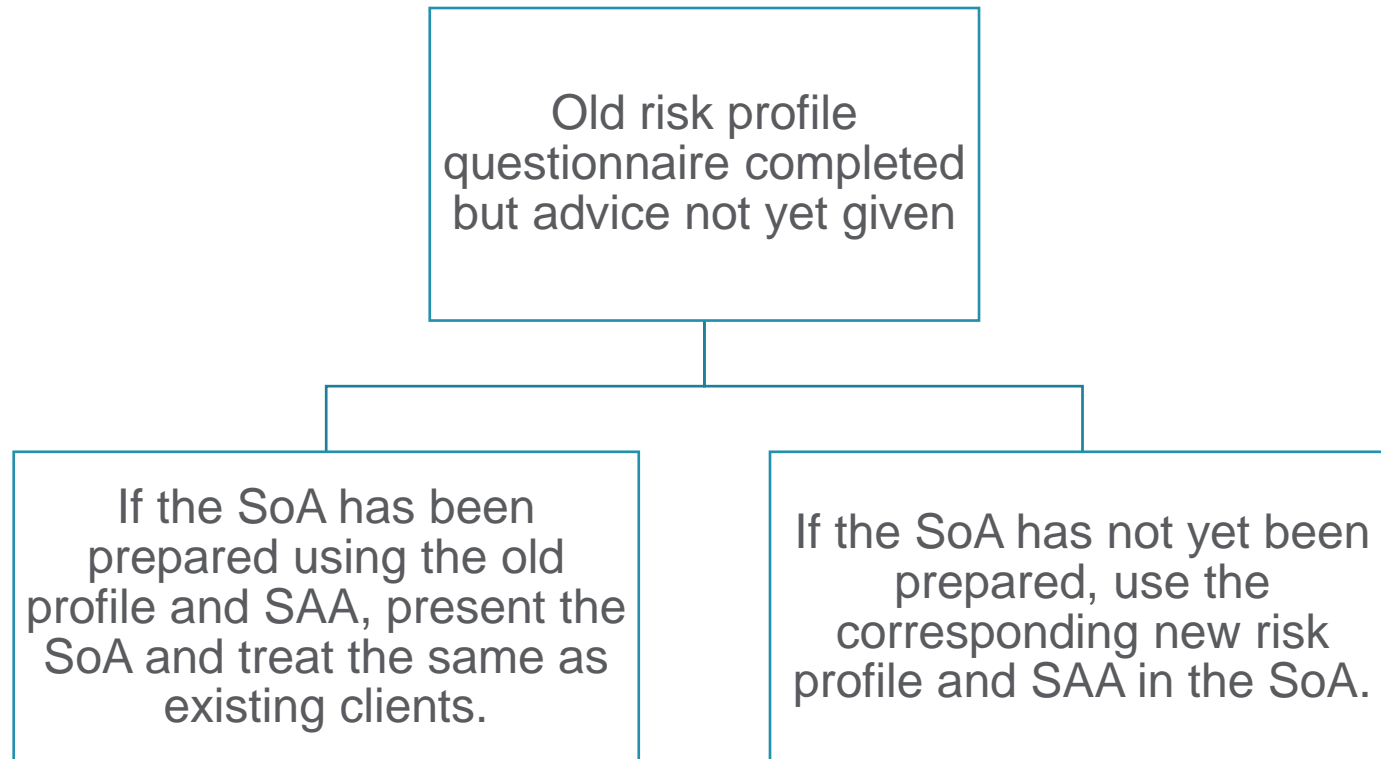 Old risk profile
questionnaire completed
but advice not yet given
If the SoA has been
prepared using the old
profile and SAA, present the
SoA and treat the same as
existing clients.
If the SoA has not yet been
prepared, use the
corresponding new risk
profile and SAA in the SoA.